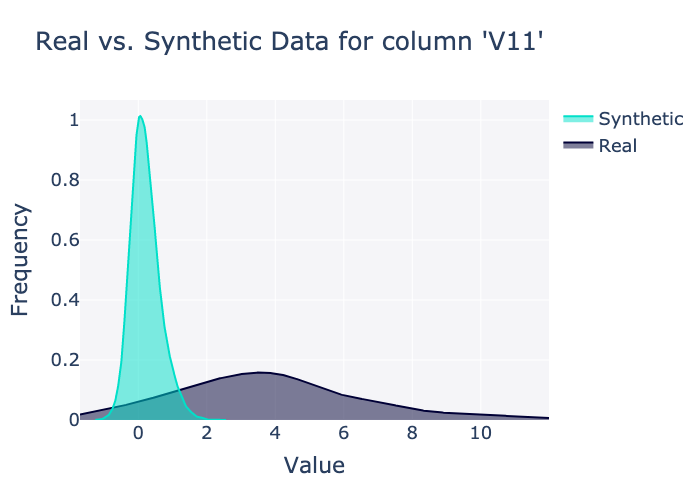 Real vs. Synthetic Data for column 'V11'
Synthetic
Real
1
0.8
0.6
0.4
0.2
0
Frequency
0 2 4 6 8 10
Value